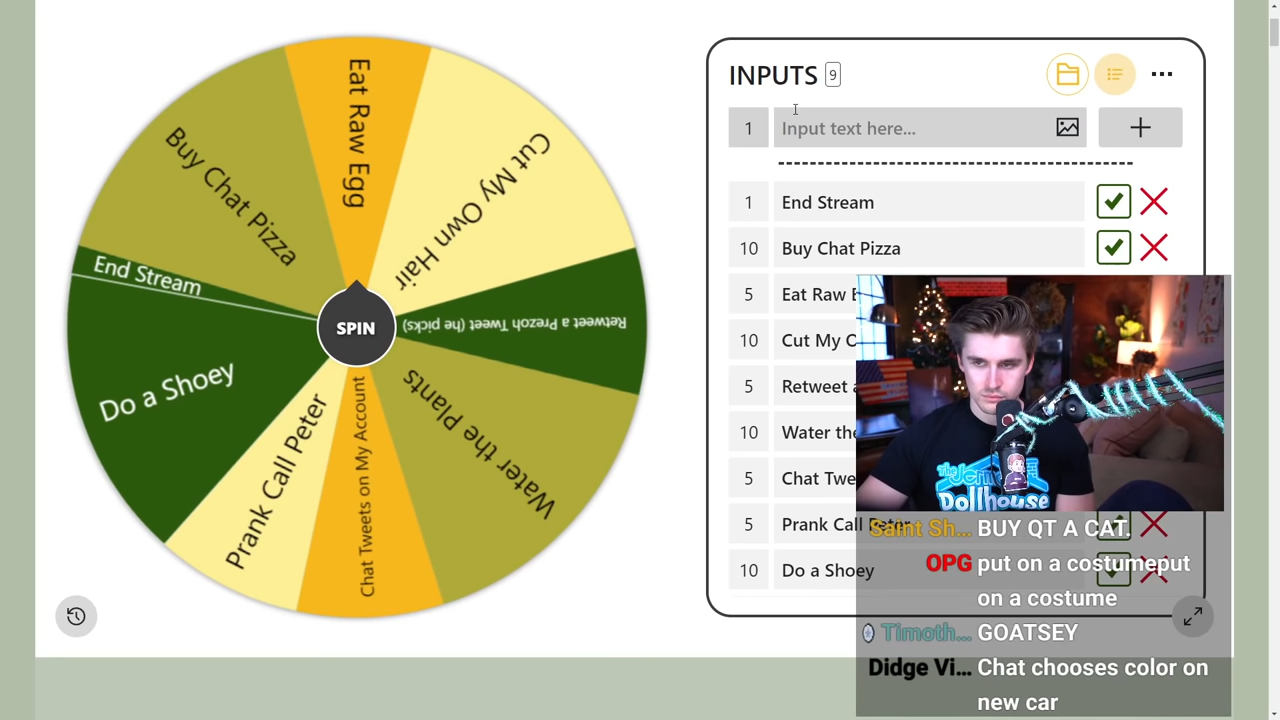 Eat Raw Egg
Cut My Own Hair
Buy Chat Pizza
End Stream
Retweet a Prezoh Tweet (he picks)
Do a Shoey
Water the Plants
Prank Call Peter
Chat Tweets on My Account
SPIN
INPUTS 9
1 Input text here...
1 End Stream
10 Buy Chat Pizza
5 Eat Raw
10 Cut My
5 Retweet
10 Water the
5 Chat
5 Prank Call
10 Do a Shoey
Dollhouse
Saint Sh... BUY QT A CAT.
OPG put on a costumeput
on a costume
Timoth... GOATSEY
Didge Vi... Chat chooses color on
new car